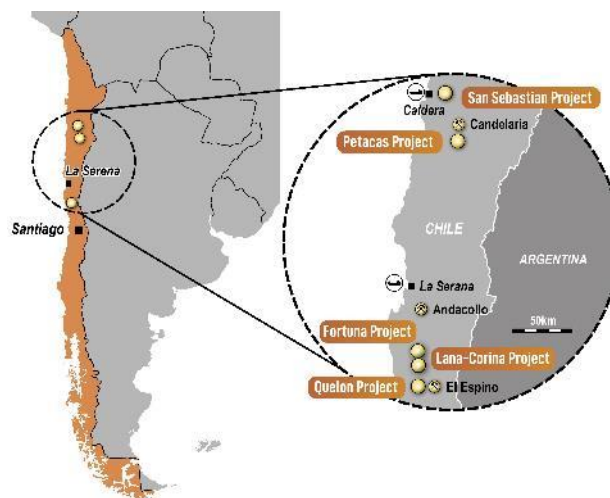 La Serena
Santiago
San Sebastian Project
Caldera
Candelaria
Petacas Project
CHILE
ARGENTINA
La Serana
Andacollo
50km
Fortuna Project
Lana-Corina Project
Quelon Project
El Espino